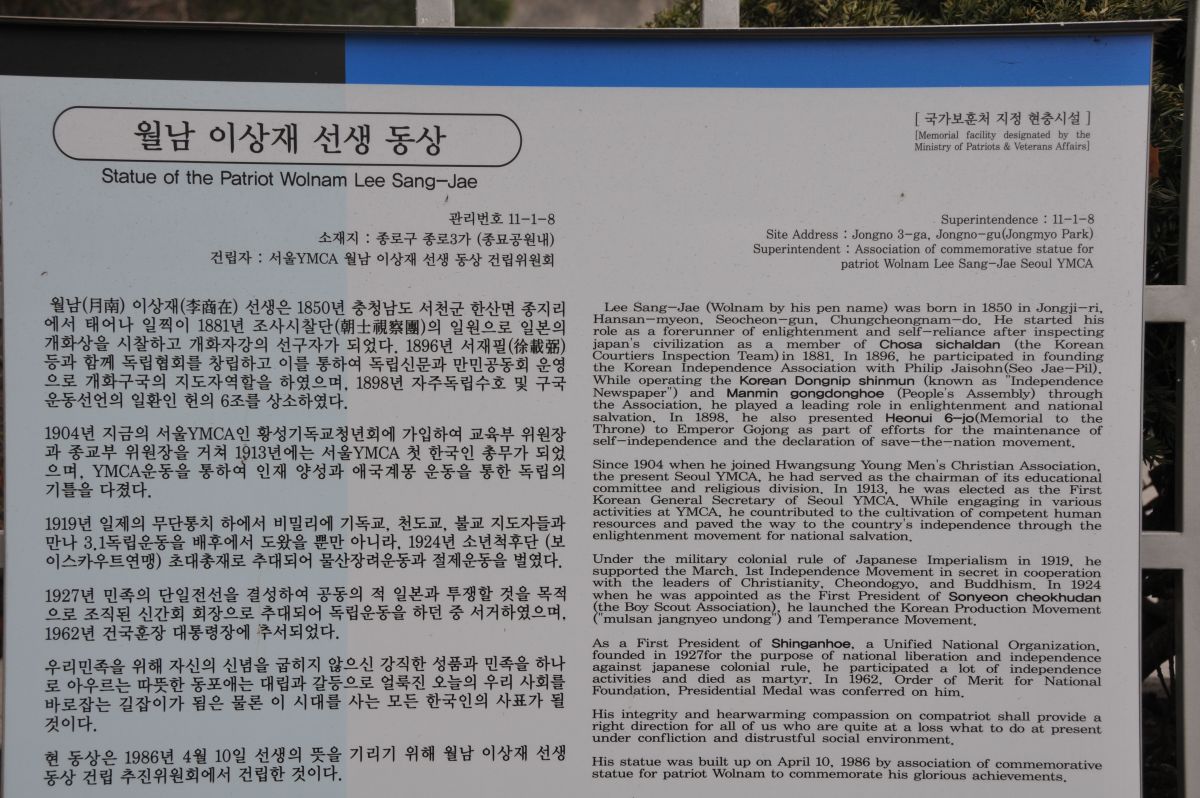 월남 이상재 선생 동상
Statue of the Patriot Wolnam Lee Sang-Jae
[ 국가보훈처 지정 현충시설 ]
[Memorial facility designated by the
Ministry of Patriots & Veterans Affairs]
관리번호 11-1-8
소재지 : 종로구 종로3가 (종묘공원내)
건립자 : 서울YMCA 월남 이상재 선생 동상 건립위원회
Superintendence : 11-1-8
Site Address : Jongno 3-ga, Jongno-gu(Jongmyo Park)
Superintendent : Association of commemorative statue for
patriot Wolnam Lee Sang-Jae Seoul YMCA
월남(月南) 이상재(李商在) 선생은 1850년 충청남도 서천군 한산면 종지리
에서 태어나 일찍이 1881년 조사시찰단(朝士視察團)의 일원으로 일본의
개화상을 시찰하고 개화자강의 선구자가 되었다. 1896년 서재필(徐載弼)
등과 함께 독립협회를 창립하고 이를 통하여 독립신문과 만민공동회 운영
으로 개화구국의 지도자역할을 하였으며, 1898년 자주독립수호 및 구국
운동선언의 일환인 헌의 6조를 상소하였다.
1904년 지금의 서울YMCA인 황성기독교청년회에 가입하여 교육부 위원장
과 종교부 위원장을 거쳐 1913년에는 서울YMCA 첫 한국인 총무가 되었
으며, YMCA운동을 통하여 인재 양성과 애국계몽 운동을 통한 독립의
기틀을 다졌다.
1919년 일제의 무단통치 하에서 비밀리에 기독교, 천도교, 불교 지도자들과
만나 3.1독립운동을 배후에서 도왔을 뿐만 아니라, 1924년 소년척후단 (보
이스카우트연맹) 초대총재로 추대되어 물산장려운동과 절제운동을 벌였다.
1927년 민족의 단일전선을 결성하여 공동의 적 일본과 투쟁할 것을 목적
으로 조직된 신간회 회장으로 추대되어 독립운동을 하던 중 서거하였으며,
1962년 건국훈장 대통령장에 추서되었다.
우리민족을 위해 자신의 신념을 굽히지 않으신 강직한 성품과 민족을 하나
로 아우르는 따뜻한 동포애는 대립과 갈등으로 얼룩진 오늘의 우리 사회를
바로잡는 길잡이가 됨은 물론 이 시대를 사는 모든 한국인의 사표가 될
것이다.
현 동상은 1986년 4월 10일 선생의 뜻을 기리기 위해 월남 이상재 선생
동상 건립 추진위원회에서 건립한 것이다.
Lee Sang-Jae (Wolnam by his pen name) was born in 1850 in Jongji-ri,
Hansan-myeon, Seocheon-gun, Chungcheongnam-do. He started his
role as a forerunner of enlightenment and self-reliance after inspecting
japan's civilization as a member of Chosa sichaldan (the Korean
Courtiers Inspection Team) in 1881. In 1896, he participated in founding
the Korean Independence Association with Philip Jaisohn(Seo Jae-Pil).
While operating the Korean Dongnip shinmun (known as "Independence
Newspaper") and Manmin gongdonghoe (People's Assembly) through
the Association, he played a leading role in enlightenment and national
salvation. In 1898, he also presented Heonui 6-jo(Memorial to the
Throne) to Emperor Gojong as part of efforts for the maintenance of
self-independence and the declaration of save-the-nation movement.
Since 1904 when he joined Hwangsung Young Men's Christian Association,
the present Seoul YMCA, he had served as the chairman of its educational
committee and religious division. In 1913, he was elected as the First
Korean General Secretary of Seoul YMCA. While engaging in various
activities at YMCA, he countributed to the cultivation of competent human
resources and paved the way to the country's independence through the
enlightenment movement for national salvation.
Under the military colonial rule of Japanese Imperialism in 1919, he
supported the March. 1st Independence Movement in secret in cooperation
with the leaders of Christianity, Cheondogyo, and Buddhism. In 1924
when he was appointed as the First President of Sonyeon cheokhudan
(the Boy Scout Association), he launched the Korean Production Movement
("mulsan jangnyeo undong") and Temperance Movement.
As a First President of Shinganhoe, a Unified National Organization,
founded in 1927for the purpose of national liberation and independence
against japanese colonial rule, he participated a lot of independence
activities and died as martyr. In 1962, Order of Merit for National
Foundation, Presidential Medal was conferred on him.
His integrity and hearwarming compassion on compatriot shall provide a
right direction for all of us who are quite at a loss what to do at present
under confliction and distrustful social environment.
His statue was built up on April 10, 1986 by association of commemorative
statue for patriot Wolnam to commemorate his glorious achievements.